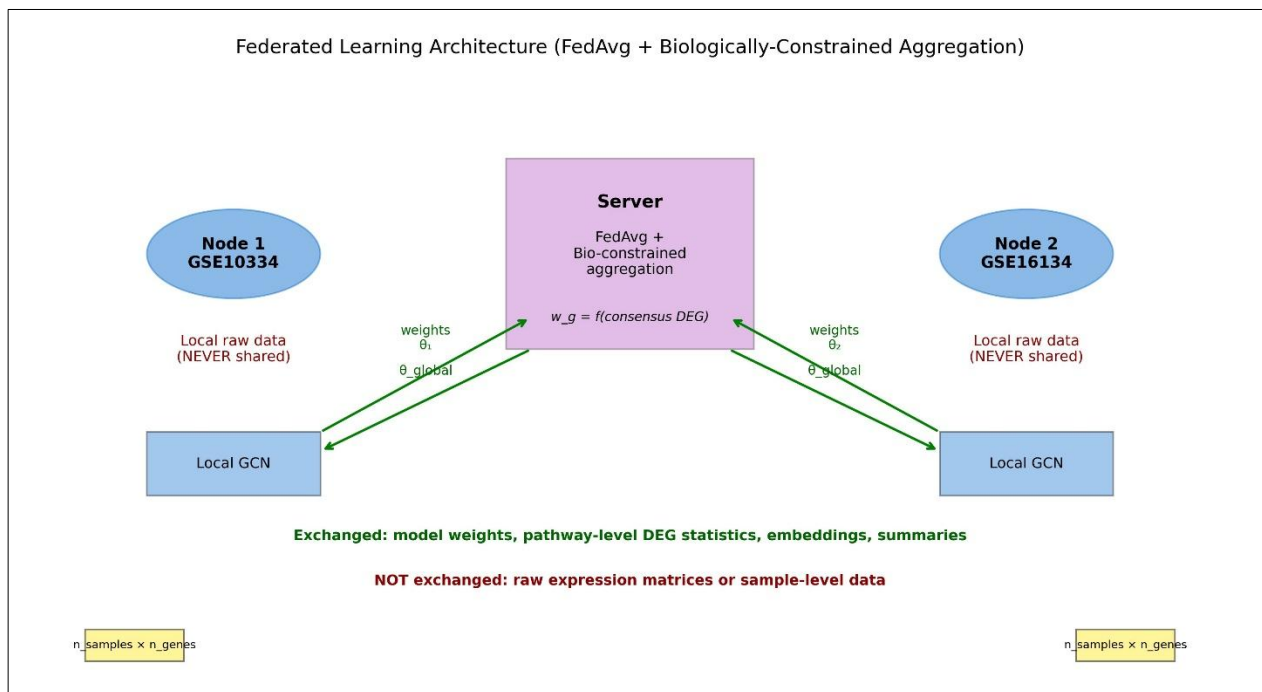 Federated Learning Architecture (FedAvg + Biologically-Constrained Aggregation)
Node 1
GSE10334
Local raw data
(NEVER shared)
Local GCN
weights
θ₁
θ_global
Server
FedAvg +
Bio-constrained
aggregation
w_g = f(consensus DEG)
weights
θ₂
θ_global
Node 2
GSE16134
Local raw data
(NEVER shared)
Local GCN
Exchanged: model weights, pathway-level DEG statistics, embeddings, summaries
NOT exchanged: raw expression matrices or sample-level data
n_samples × n_genes
n_samples × n_genes